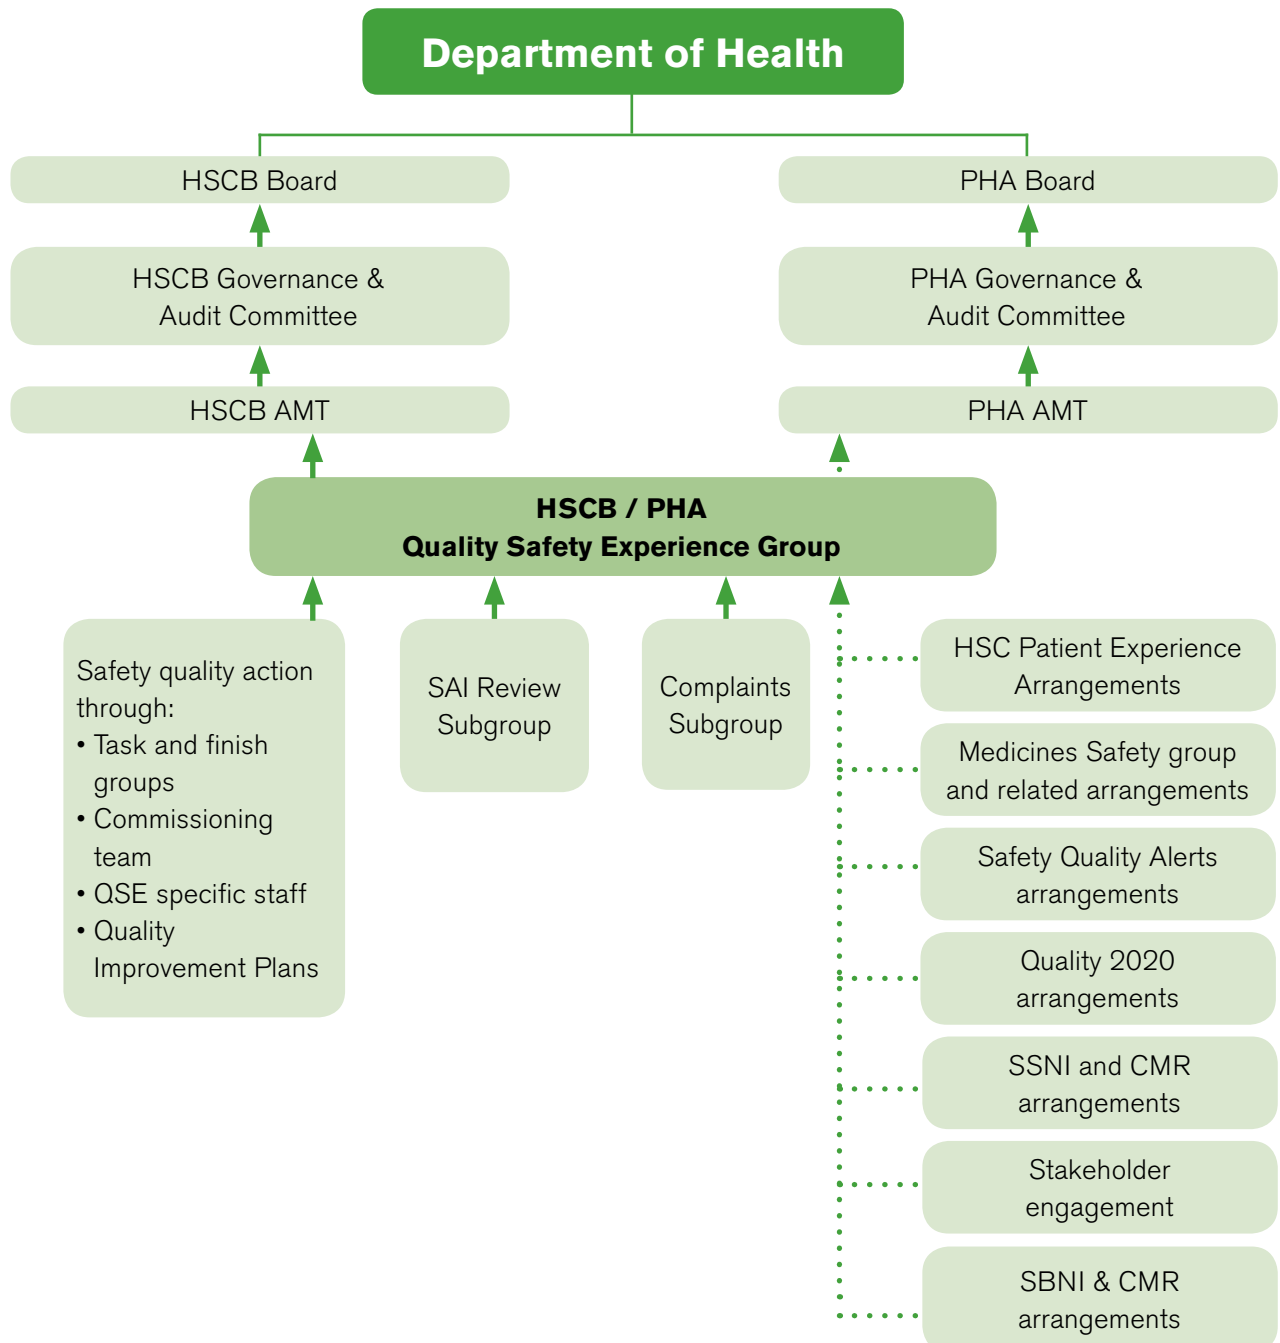 Department of Health
HSCB Board
PHA Board
HSCB Governance &
Audit Committee
PHA Governance &
Audit Committee
HSCB AMT
PHA AMT
HSCB / PHA
Quality Safety Experience Group
Safety quality action
through:
• Task and finish
groups
• Commissioning
team
• QSE specific staff
• Quality
Improvement Plans
SAI Review
Subgroup
Complaints
Subgroup
HSC Patient Experience
Arrangements
Medicines Safety group
and related arrangements
Safety Quality Alerts
arrangements
Quality 2020
arrangements
SSNI and CMR
arrangements
Stakeholder
engagement
SBNI & CMR
arrangements